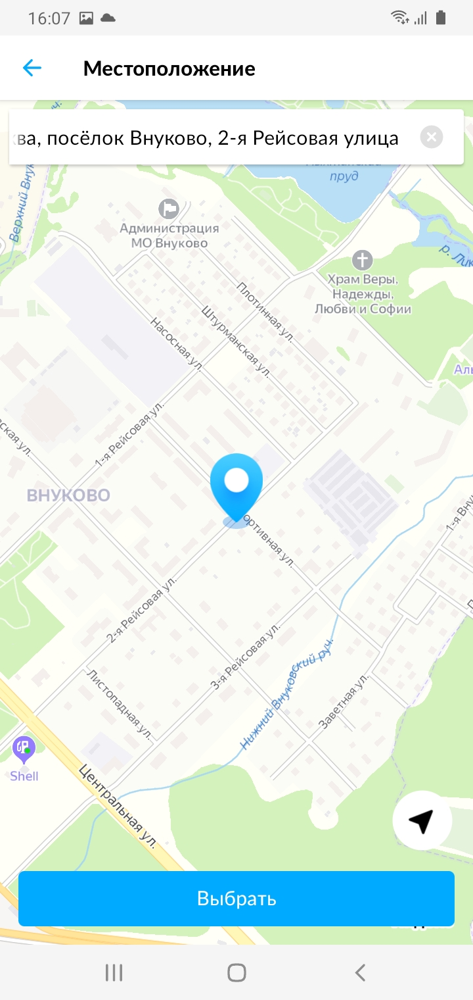 16:07
Местоположение
ва, посёлок Внуково, 2-я Рейсовая улица
пруд
Верхний Внук
Администрация
МО Внуково
р. Лик
Храм Веры,
Надежды,
Любви и Софии
Плотинная ул.
Штурманская ул.
Насосная ул.
Аль
ская ул.
1-я Рейсовая ул.
ВНУКОВО
1-я Вну
ортивная ул.
2-я Рейсовая ул.
3-я Рейсовая ул.
Нижний Внуковский руч.
Листопадная ул.
Заветная ул.
Shell
Центральная ул.
Выбрать